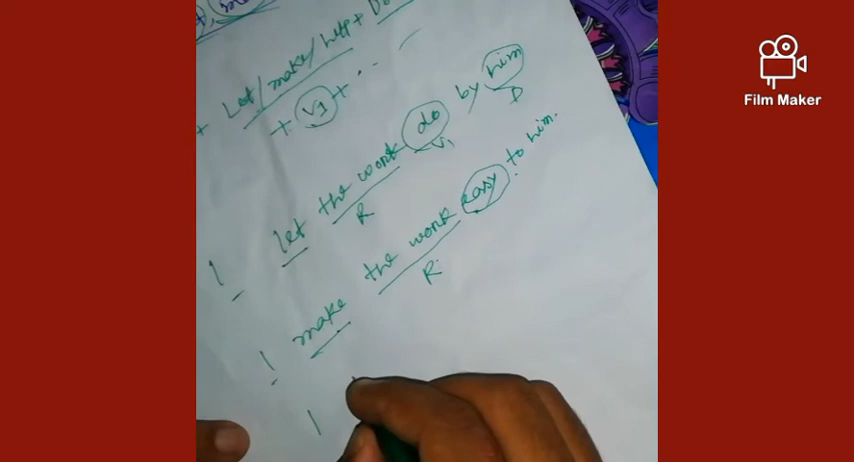 + Let/make/help + Do
+ V1 + ...
I let the work do by him
R V1 D
I make the work easy to him.
R
I
Film Maker